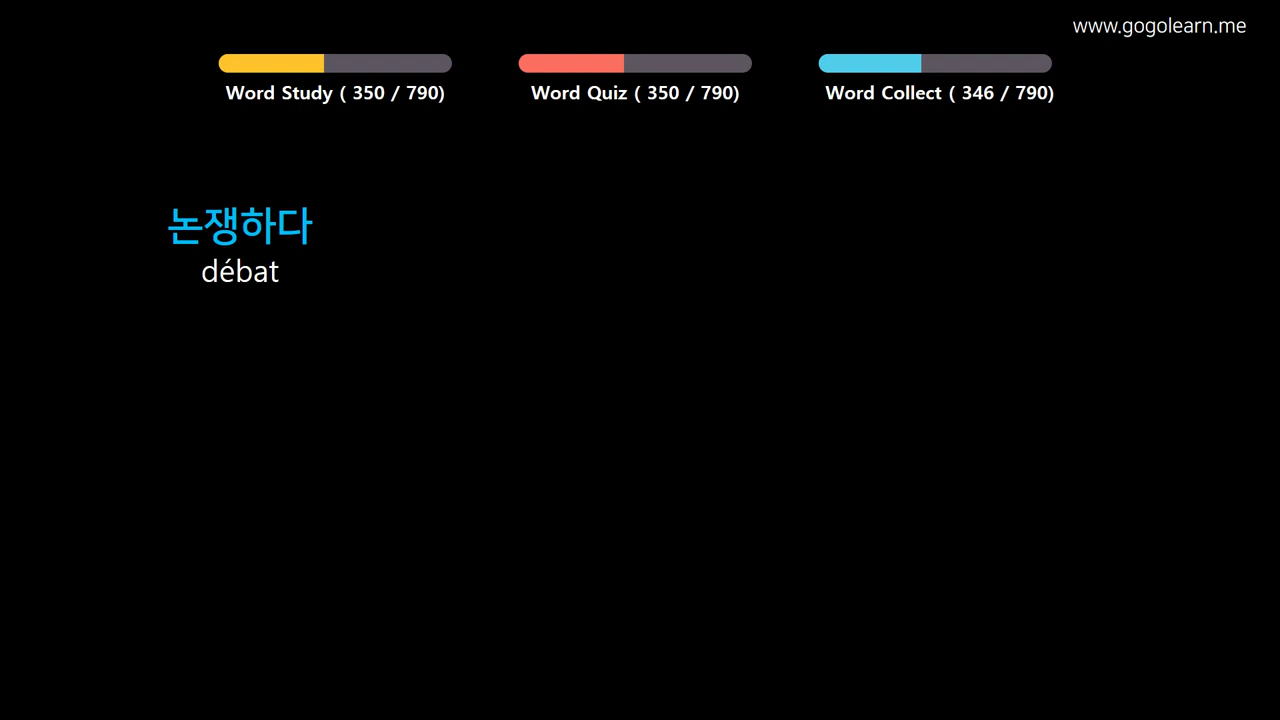 www.gogolearn.me
Word Study ( 350 / 790)
Word Quiz ( 350 / 790)
Word Collect ( 346 / 790)
논쟁하다
débat